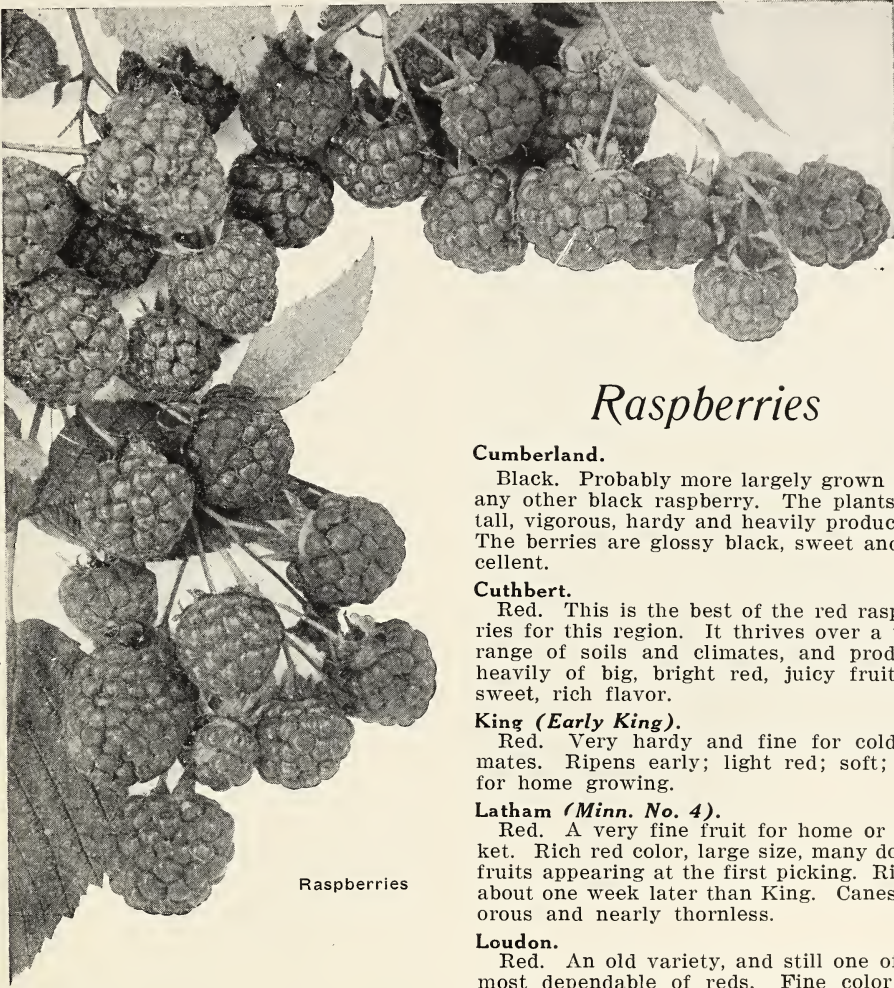 Raspberries
Cumberland.
Black. Probably more largely grown
any other black raspberry. The plants
tall, vigorous, hardy and heavily produc
The berries are glossy black, sweet and
cellent.
Cuthbert.
Red. This is the best of the red rasp
ries for this region. It thrives over a
range of soils and climates, and prod
heavily of big, bright red, juicy fruit
sweet, rich flavor.
King (Early King).
Red. Very hardy and fine for cold
mates. Ripens early; light red; soft;
for home growing.
Latham (Minn. No. 4).
Red. A very fine fruit for home or
ket. Rich red color, large size, many do
fruits appearing at the first picking. Ri
about one week later than King. Canes
orous and nearly thornless.
Loudon.
Red. An old variety, and still one of
most dependable of reds. Fine color
Raspberries